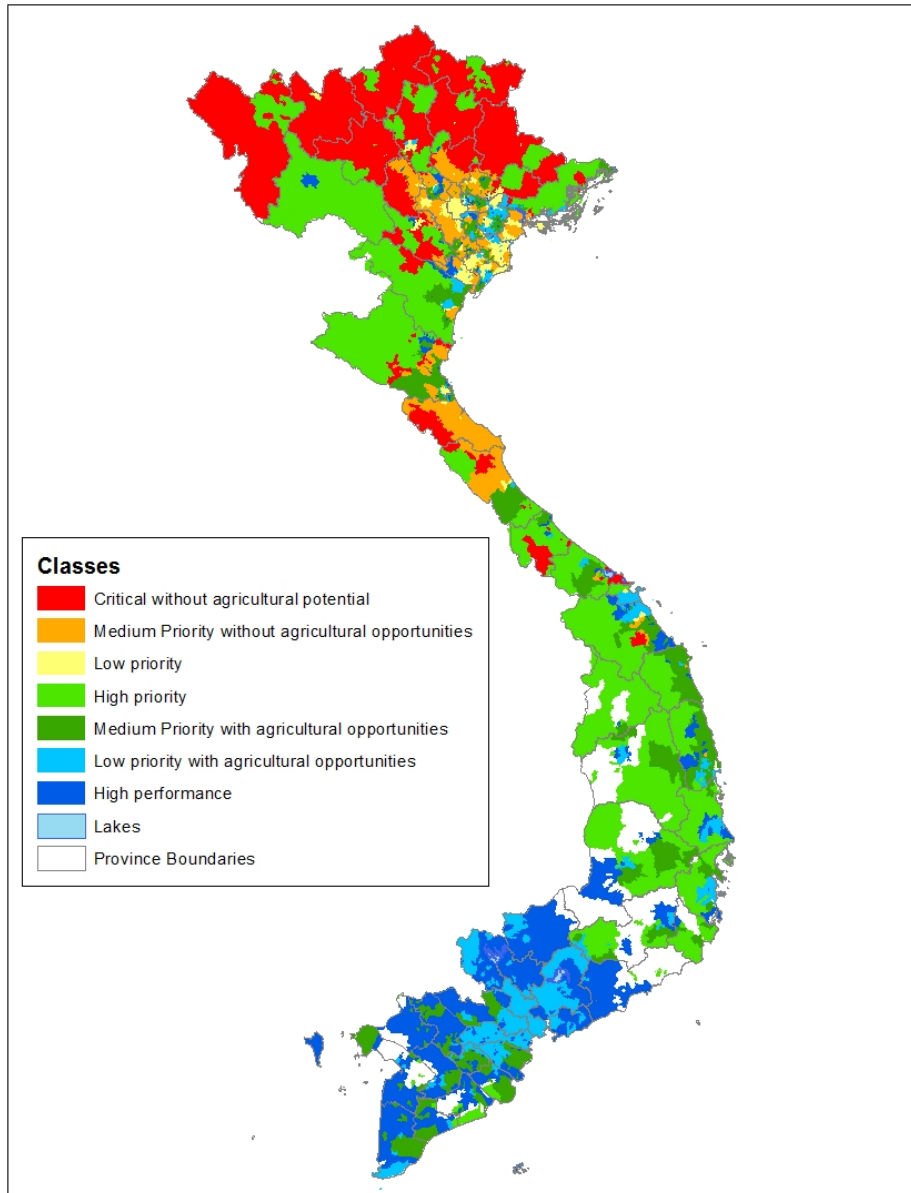 Classes
Critical without agricultural potential
Medium Priority without agricultural opportunities
Low priority
High priority
Medium Priority with agricultural opportunities
Low priority with agricultural opportunities
High performance
Lakes
Province Boundaries